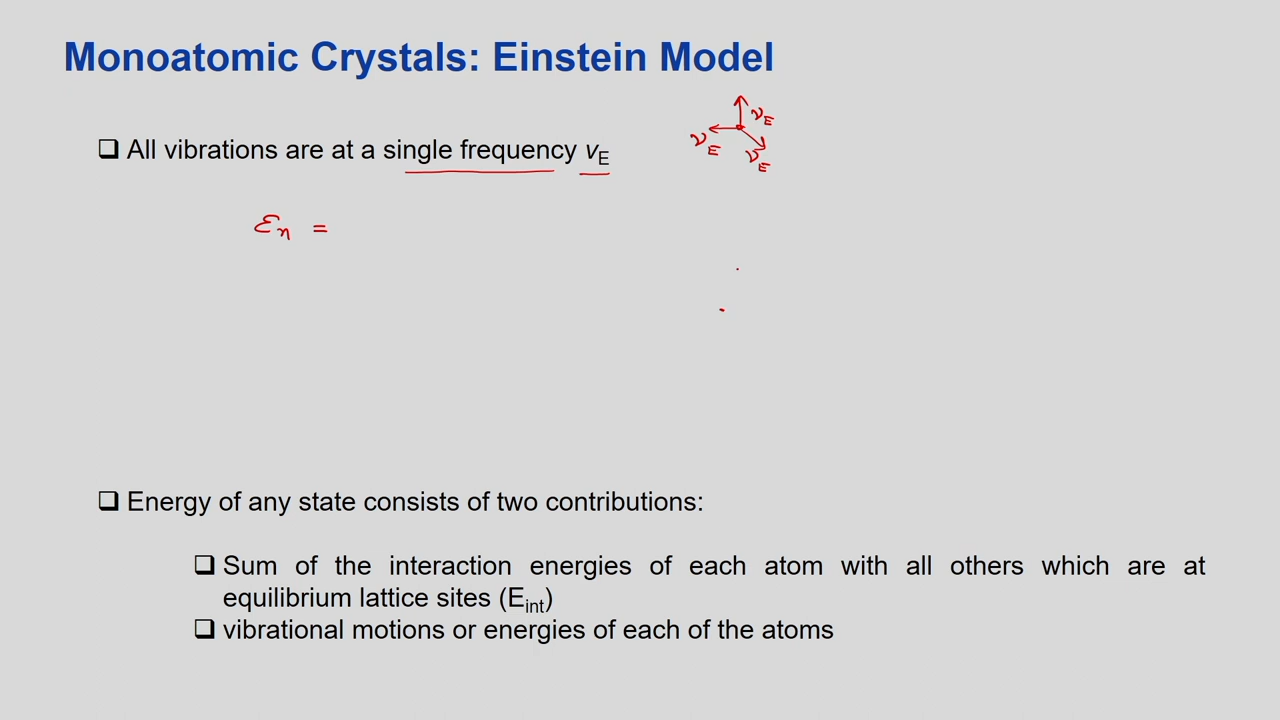 Monoatomic Crystals: Einstein Model
❑ All vibrations are at a single frequency νE
νE
νE
νE
εn =
❑ Energy of any state consists of two contributions:
❑ Sum of the interaction energies of each atom with all others which are at
equilibrium lattice sites (Eint)
❑ vibrational motions or energies of each of the atoms